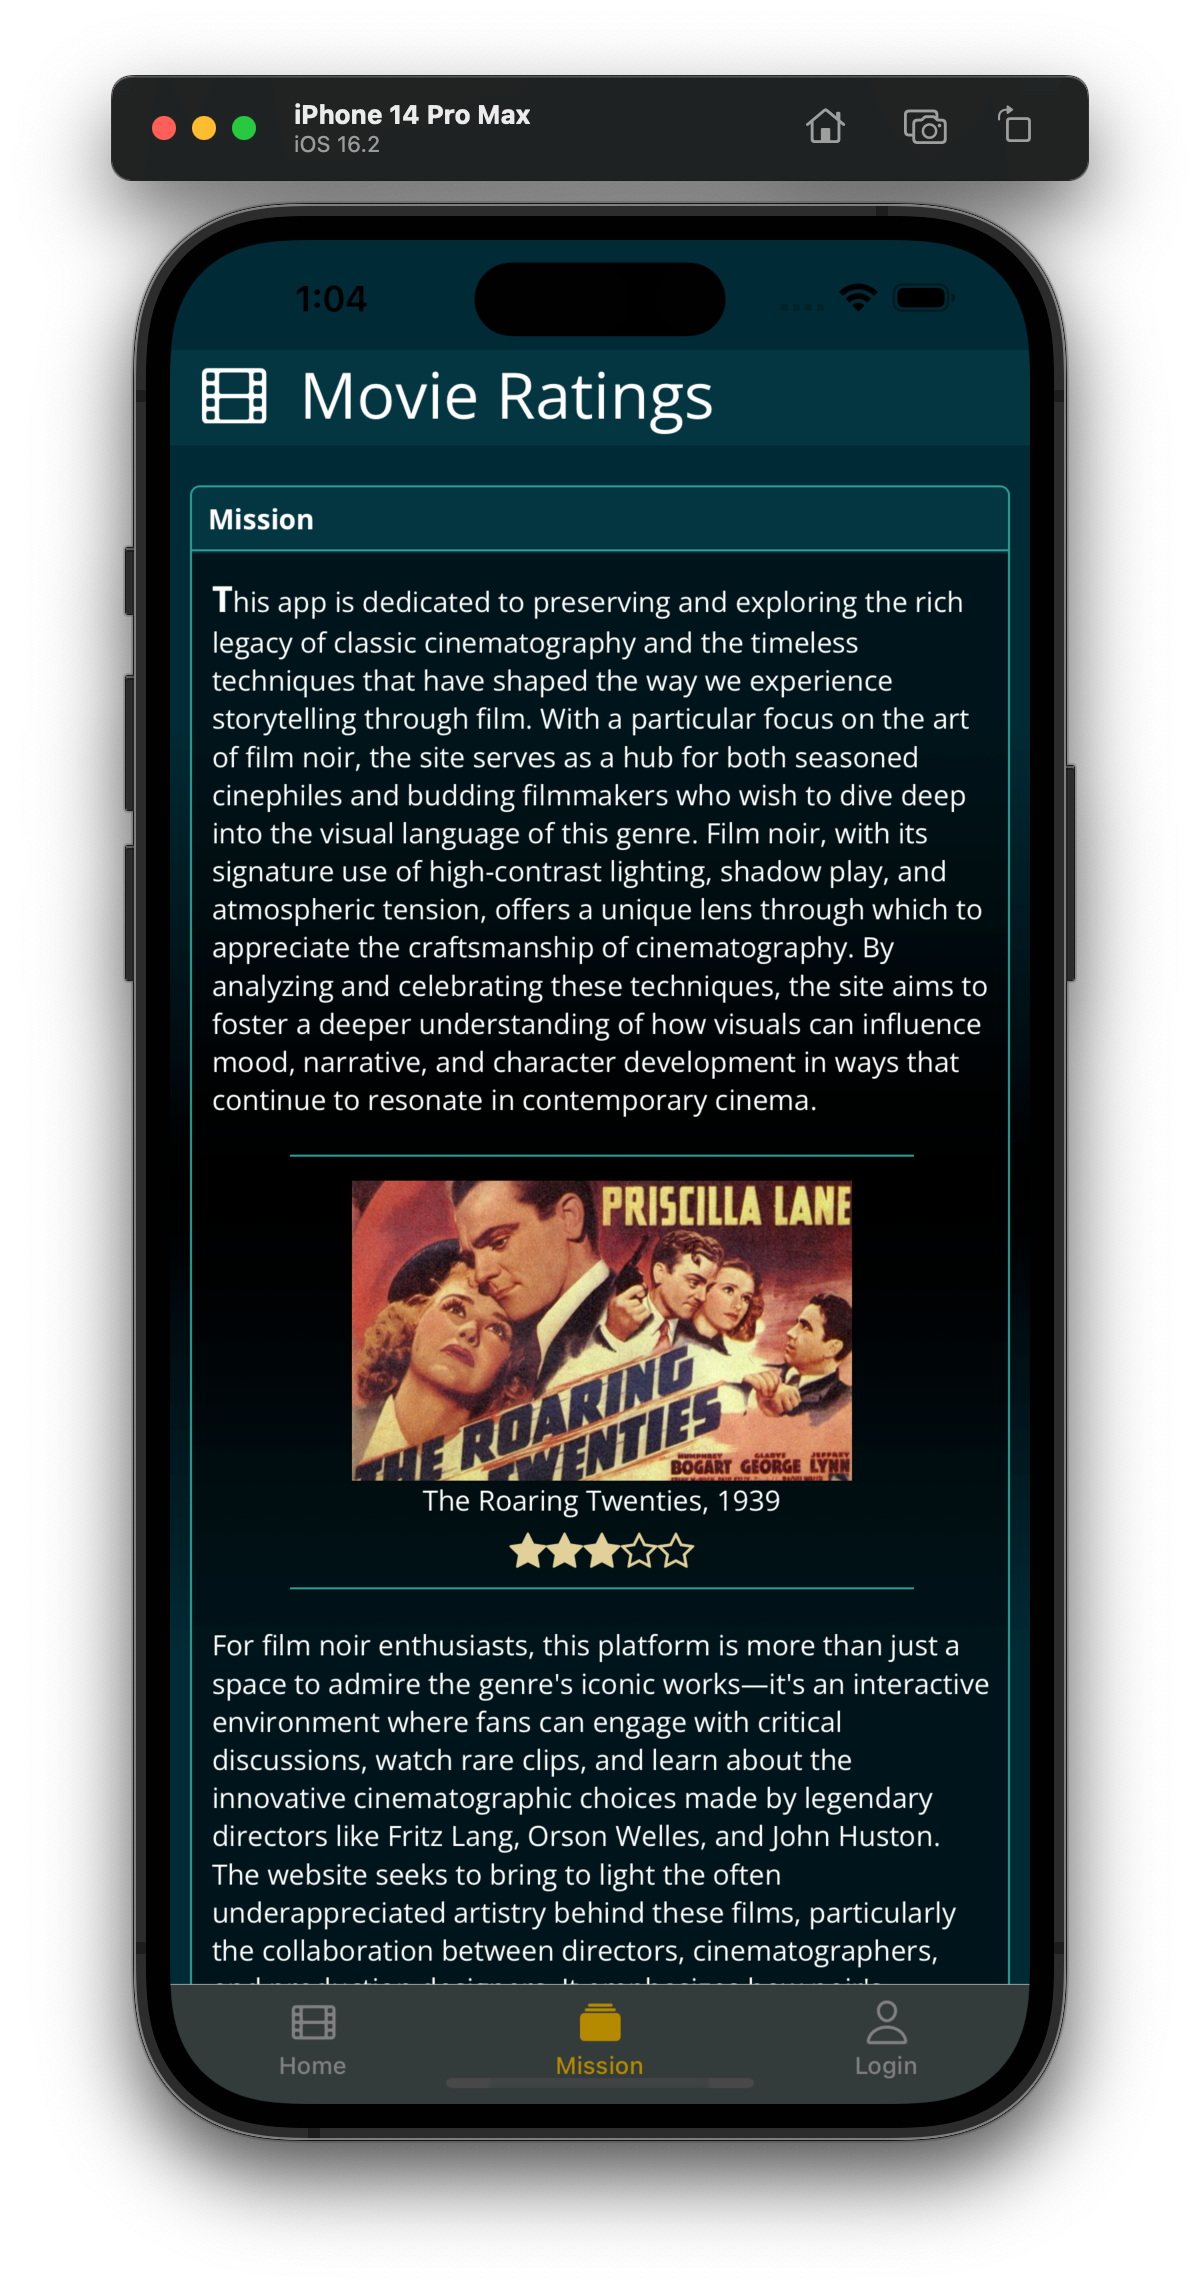 iPhone 14 Pro Max
iOS 16.2
1:04
Movie Ratings
Mission
This app is dedicated to preserving and exploring the rich
legacy of classic cinematography and the timeless
techniques that have shaped the way we experience
storytelling through film. With a particular focus on the art
of film noir, the site serves as a hub for both seasoned
cinephiles and budding filmmakers who wish to dive deep
into the visual language of this genre. Film noir, with its
signature use of high-contrast lighting, shadow play, and
atmospheric tension, offers a unique lens through which to
appreciate the craftsmanship of cinematography. By
analyzing and celebrating these techniques, the site aims to
foster a deeper understanding of how visuals can influence
mood, narrative, and character development in ways that
continue to resonate in contemporary cinema.
PRISCILLA LANE
THE ROARING
TWENTIES
HUMPHREY GLADYS JEFFREY
BOGART GEORGE LYNN
The Roaring Twenties, 1939
For film noir enthusiasts, this platform is more than just a
space to admire the genre's iconic works—it's an interactive
environment where fans can engage with critical
discussions, watch rare clips, and learn about the
innovative cinematographic choices made by legendary
directors like Fritz Lang, Orson Welles, and John Huston.
The website seeks to bring to light the often
underappreciated artistry behind these films, particularly
the collaboration between directors, cinematographers,
and production designers. It emphasizes how noir's
Home
Mission
Login